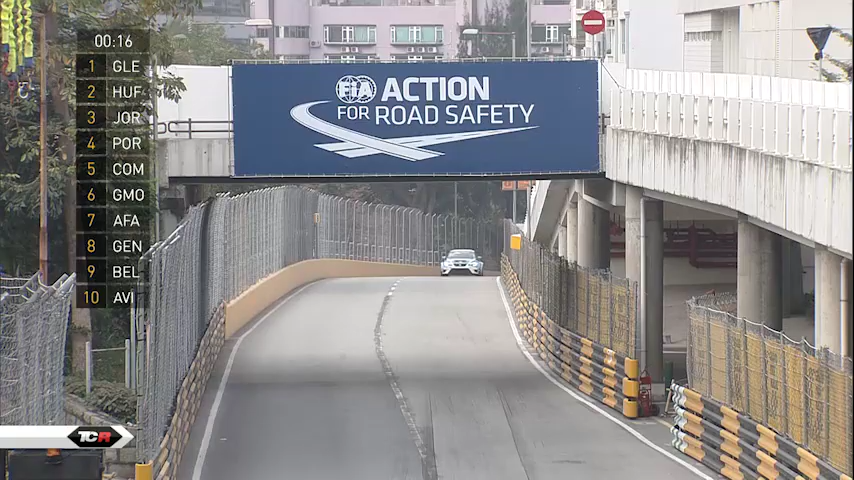 00:16
1 GLE
2 HUF
3 JOR
4 POR
5 COM
6 GMO
7 AFA
8 GEN
9 BEL
10 AVI
FIA ACTION
FOR ROAD SAFETY
TCR